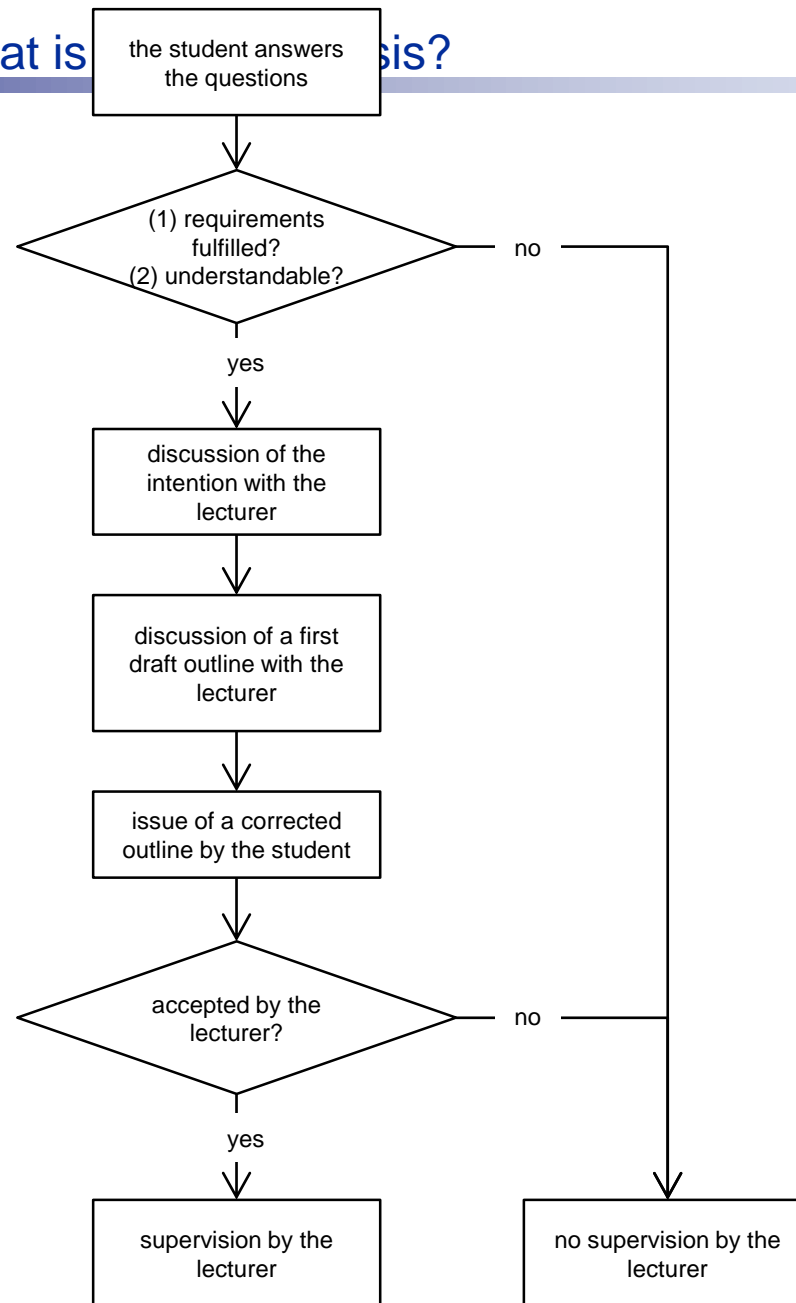 at is sis?
the student answers
the questions
(1) requirements
fulfilled?
(2) understandable?
no
yes
discussion of the
intention with the
lecturer
discussion of a first
draft outline with the
lecturer
issue of a corrected
outline by the student
accepted by the
lecturer?
no
yes
supervision by the
lecturer
no supervision by the
lecturer